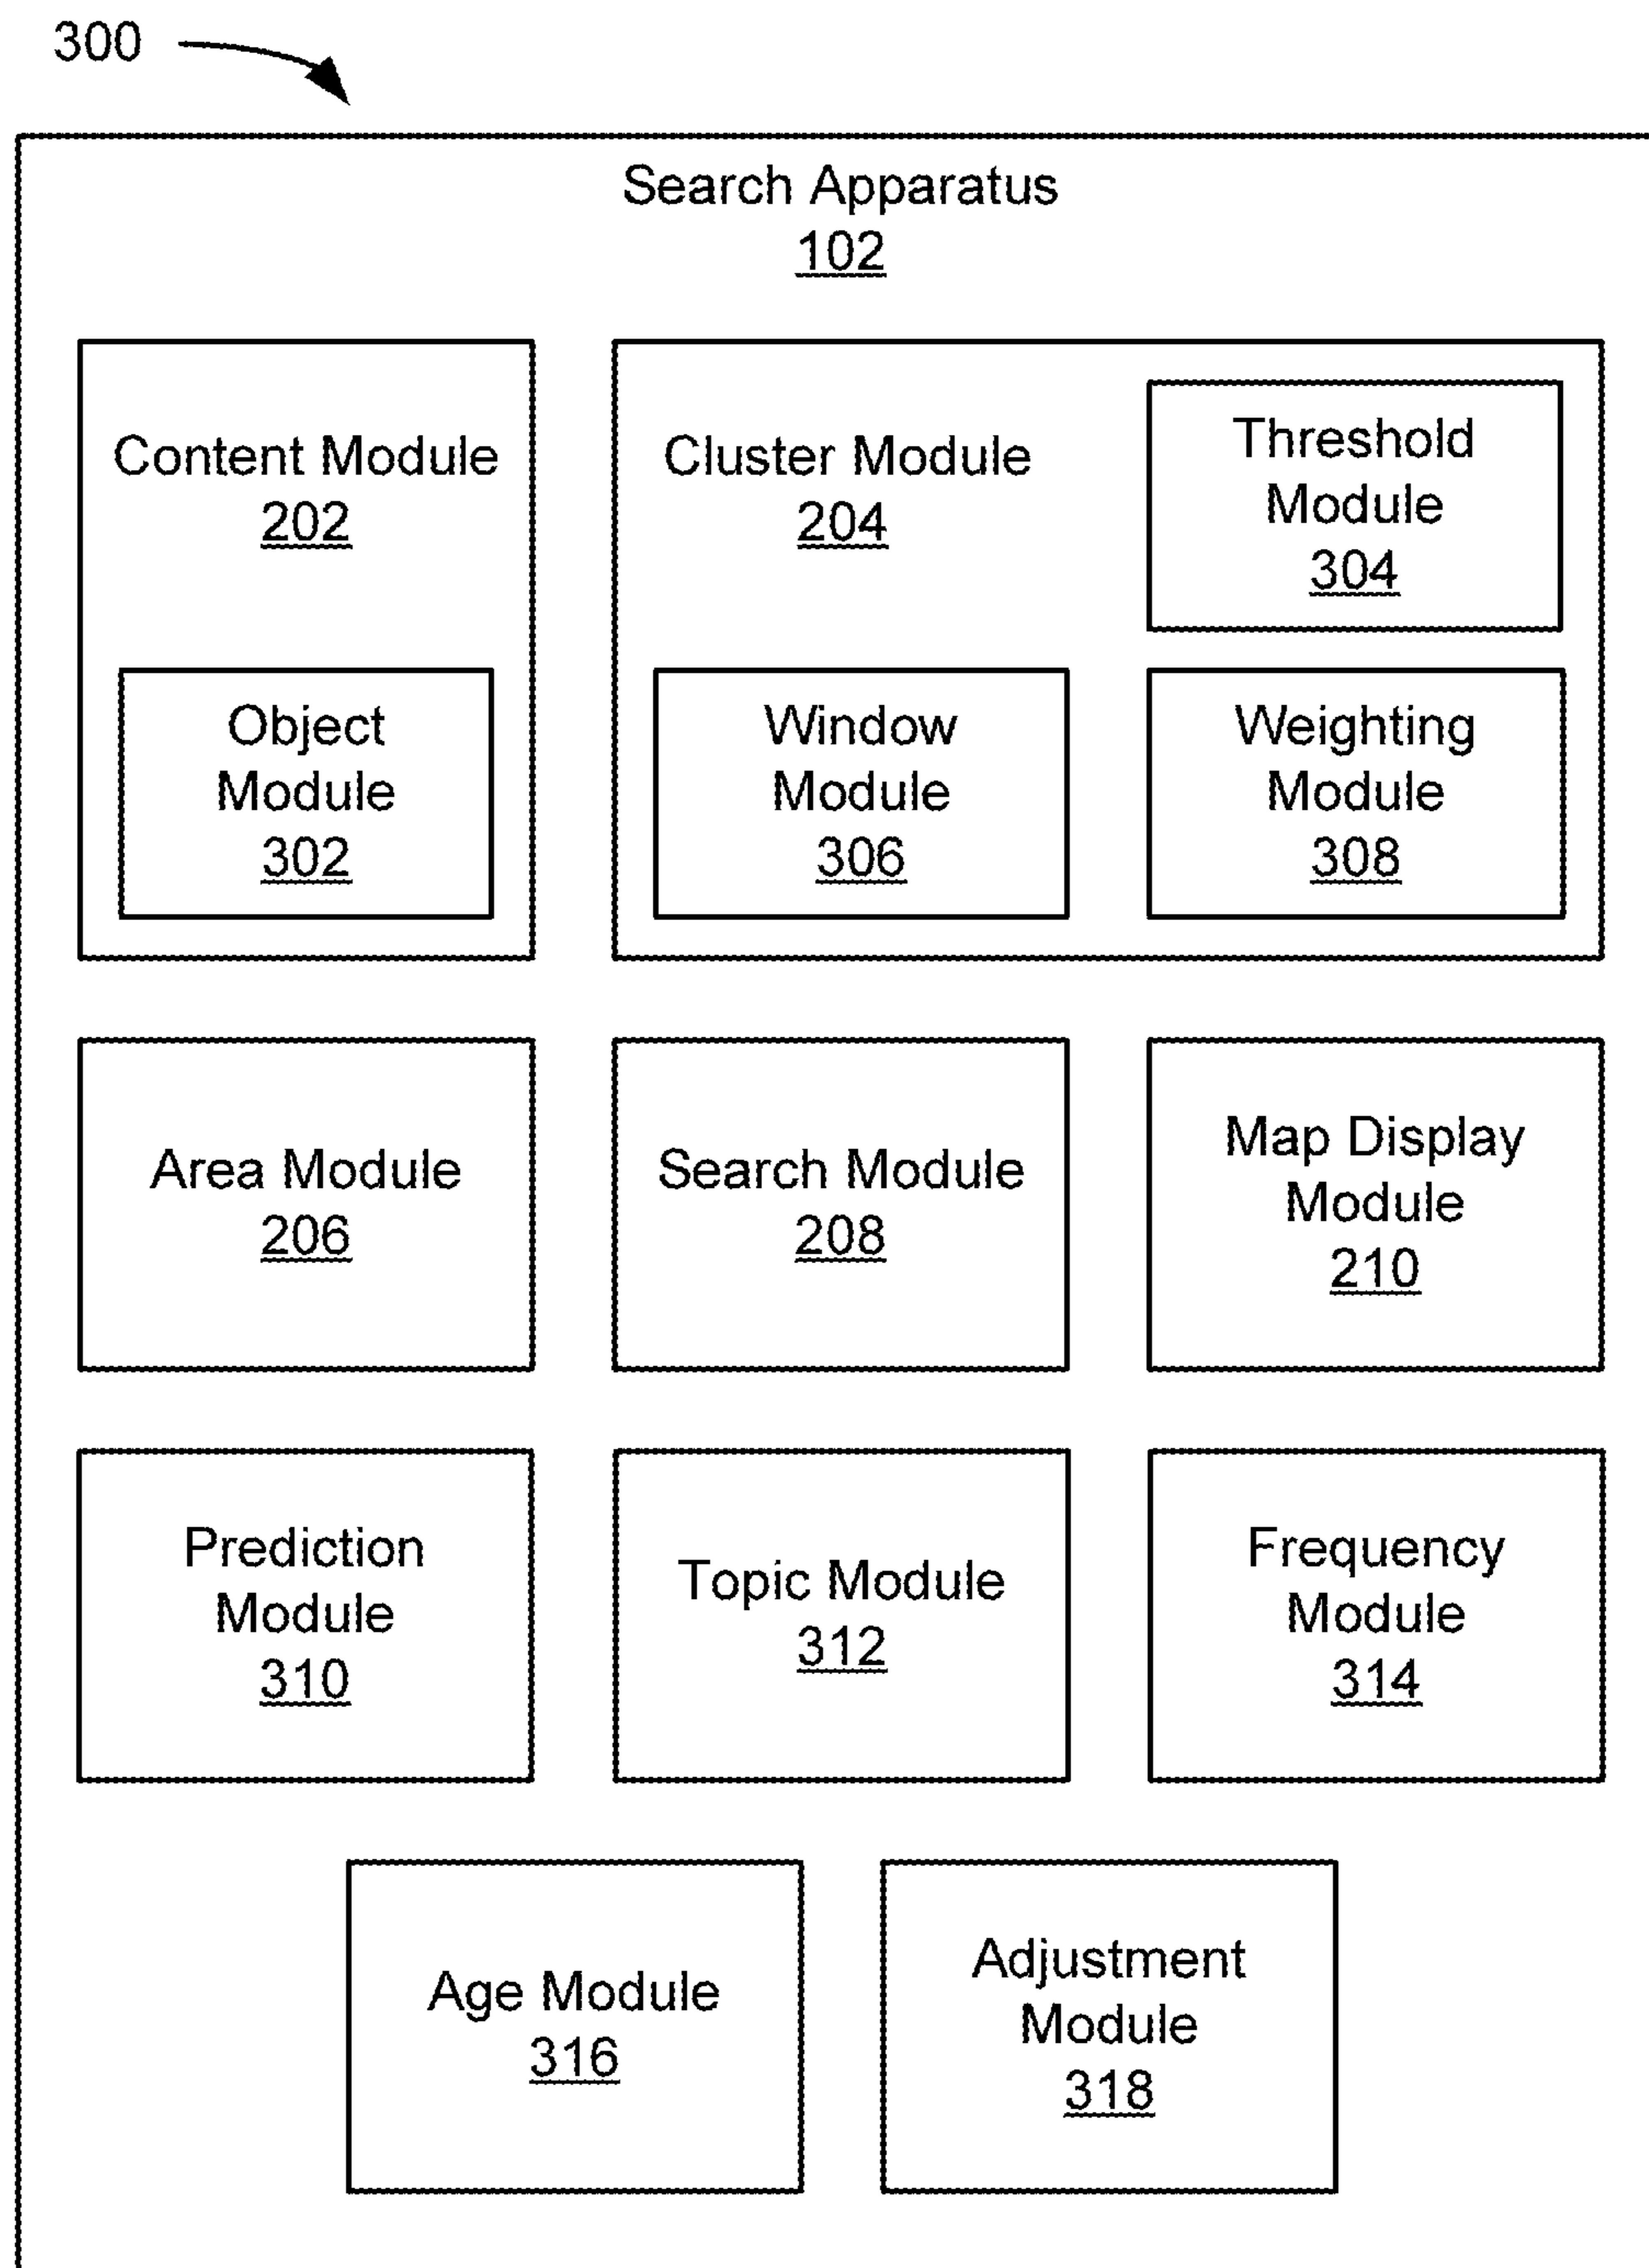 300
Search Apparatus
102
Content Module
202
Object
Module
302
Cluster Module
204
Threshold
Module
304
Window
Module
306
Weighting
Module
308
Area Module
206
Search Module
208
Map Display
Module
210
Prediction
Module
310
Topic Module
312
Frequency
Module
314
Age Module
316
Adjustment
Module
318